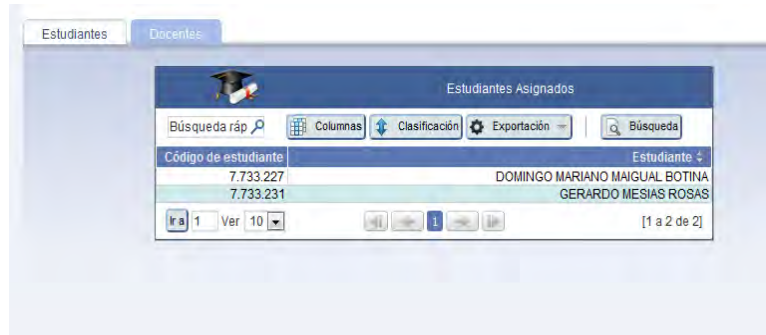 Estudiantes Docentes
Estudiantes Asignados
Búsqueda ráp Columnas Clasificación Exportación Búsqueda
Código de estudiante Estudiante
7.733.227 DOMINGO MARIANO MAIGUAL BOTINA
7.733.231 GERARDO MESIAS ROSAS
Ir a 1 Ver 10 1 [1 a 2 de 2]